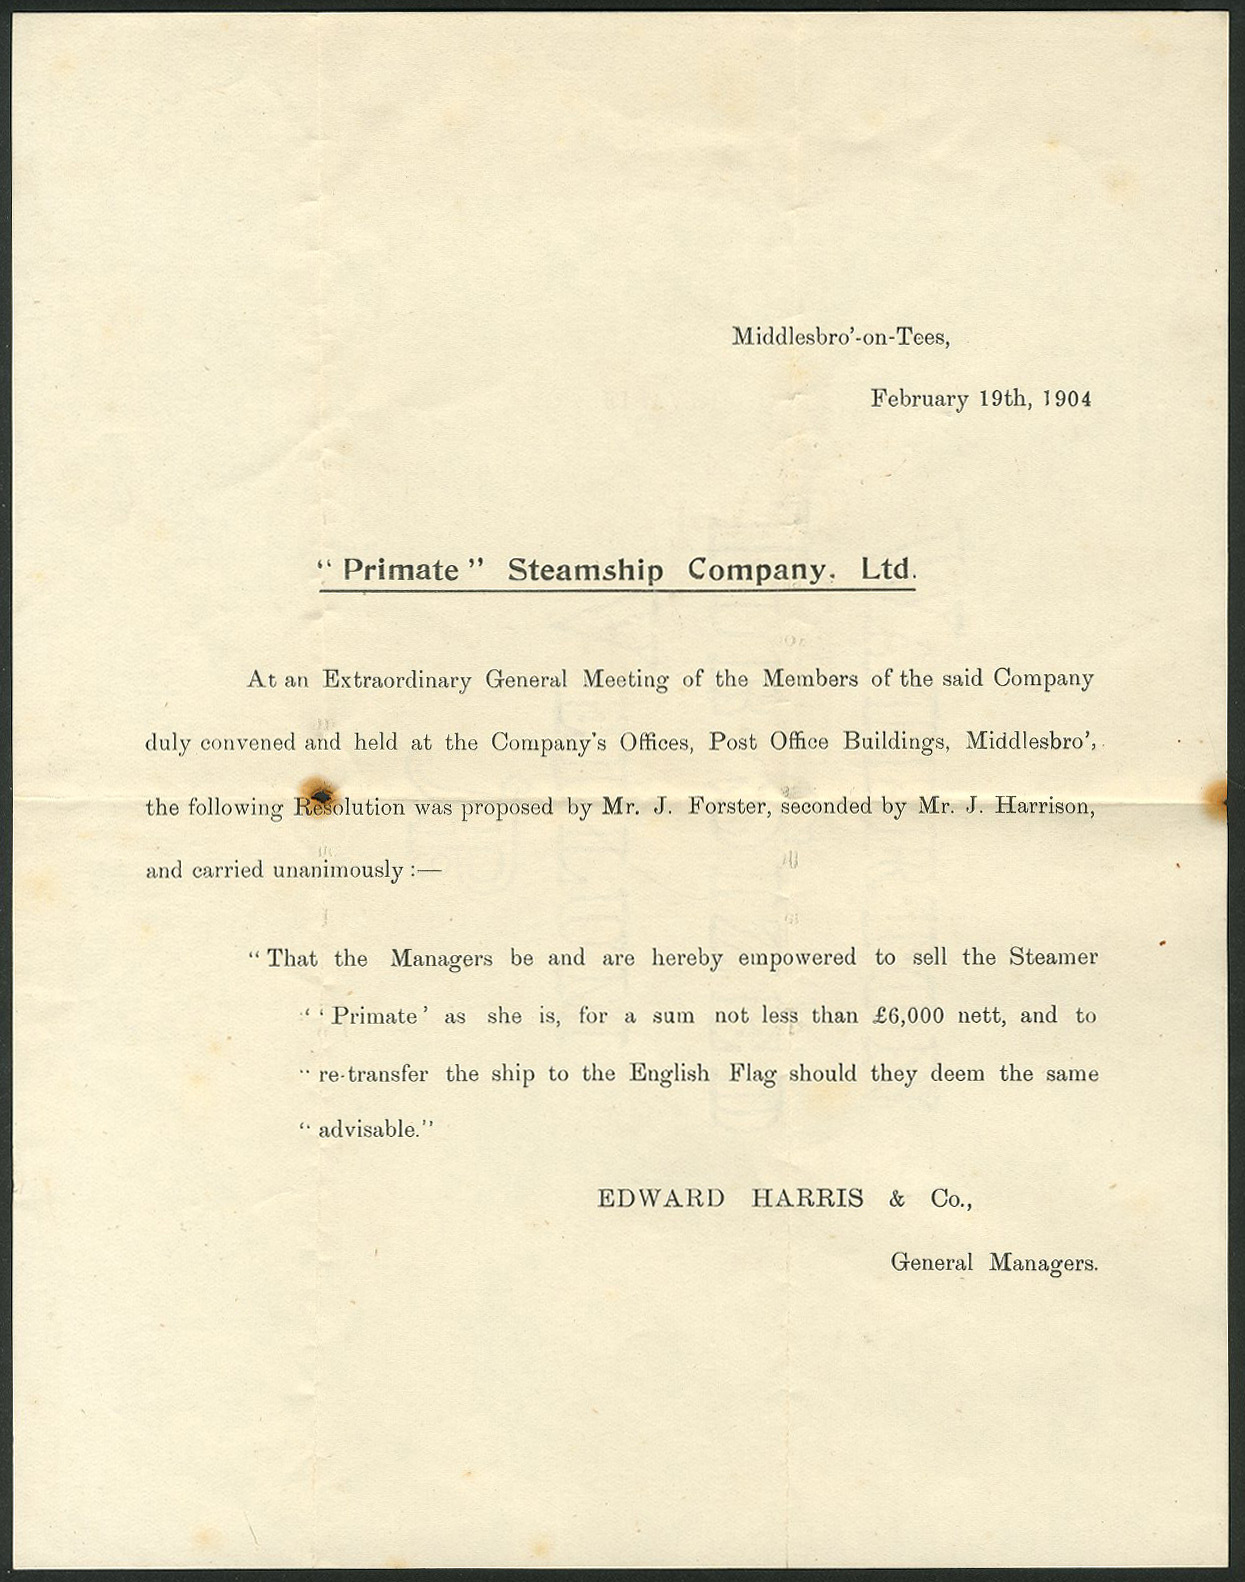 Middlesbro'-on-Tees,
February 19th, 1904
"Primate" Steamship Company. Ltd.
At an Extraordinary General Meeting of the Members of the said Company
duly convened and held at the Company's Offices, Post Office Buildings, Middlesbro',
the following Resolution was proposed by Mr. J. Forster, seconded by Mr. J. Harrison,
and carried unanimously :—
"That the Managers be and are hereby empowered to sell the Steamer
" 'Primate' as she is, for a sum not less than £6,000 nett, and to
" re-transfer the ship to the English Flag should they deem the same
" advisable."
EDWARD HARRIS & Co.,
General Managers.